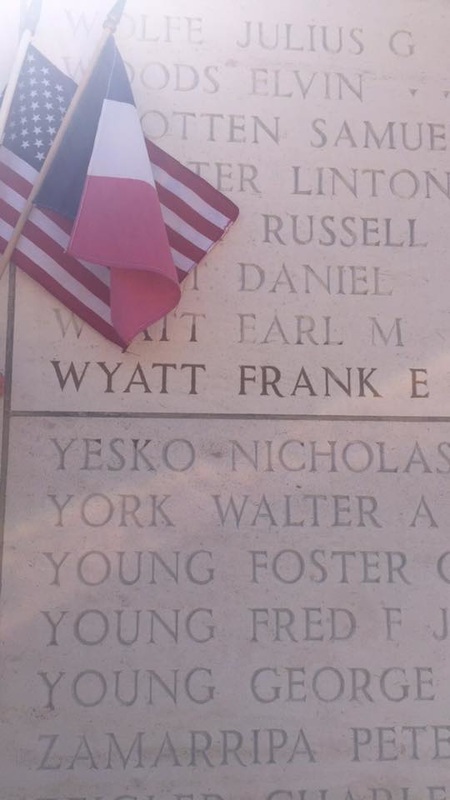 WOLFE JULIUS G
WOODS ELVIN
OTTEN SAMUE
TER LINTON
RUSSELL
DANIEL
WYATT EARL M
WYATT FRANK E
YESKO NICHOLAS
YORK WALTER A
YOUNG FOSTER
YOUNG FRED F J
YOUNG GEORGE
ZAMARRIPA PETE